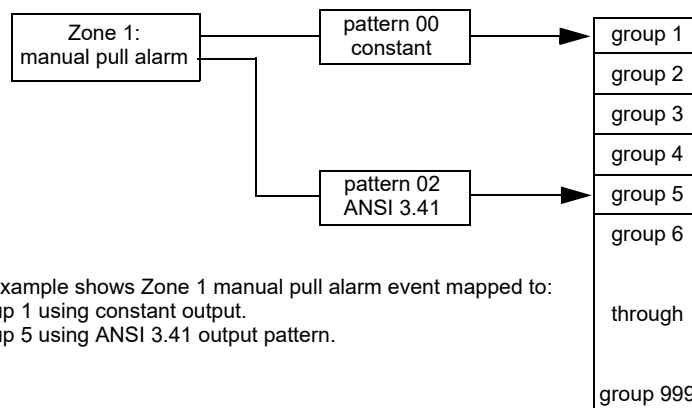 Zone 1:
manual pull alarm
pattern 00
constant
pattern 02
ANSI 3.41
group 1
group 2
group 3
group 4
group 5
group 6
through
group 999
xample shows Zone 1 manual pull alarm event mapped to:
up 1 using constant output.
up 5 using ANSI 3.41 output pattern.